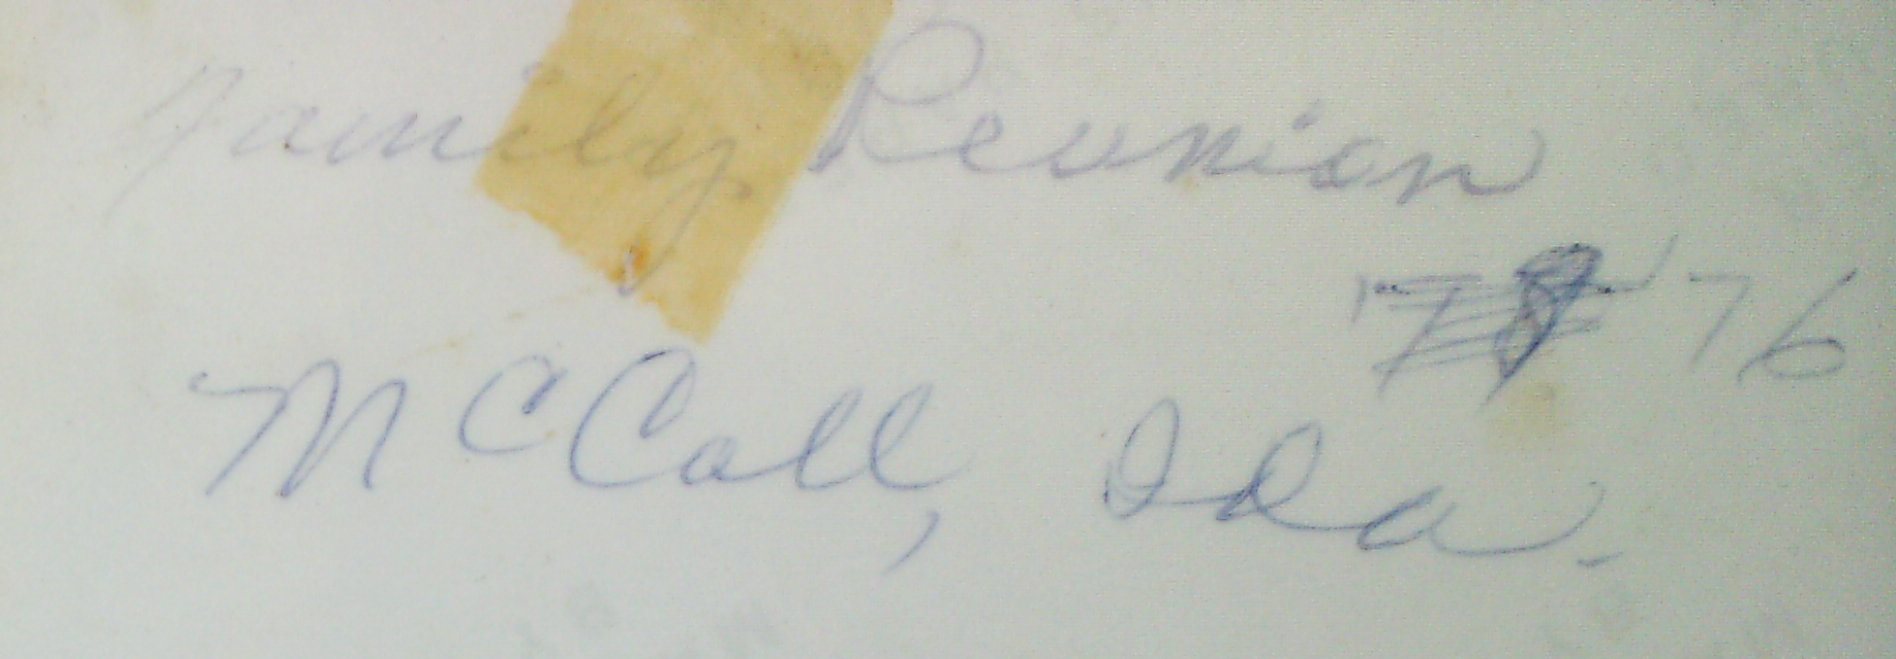 Family Reunion
'76
McCall, Ida.